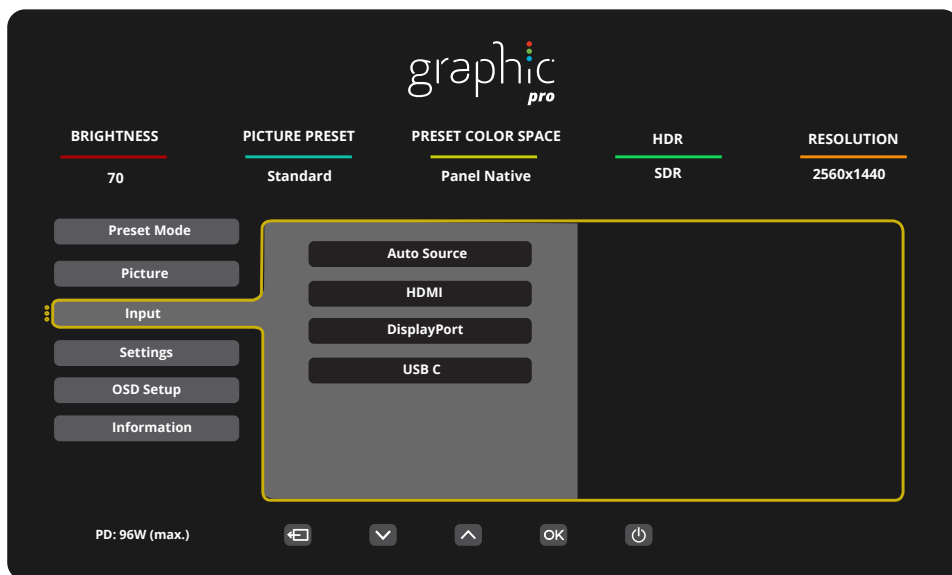 graphic
pro
BRIGHTNESS PICTURE PRESET PRESET COLOR SPACE HDR RESOLUTION
70 Standard Panel Native SDR 2560x1440
Preset Mode
Picture
Input
Settings
OSD Setup
Information
Auto Source
HDMI
DisplayPort
USB C
PD: 96W (max.)
OK